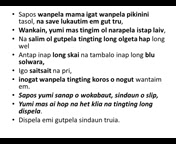 • Sapos wanpela mama igat wanpela pikinini tasol, na save lukautim em gut tru,
• Wankain, yumi mas tingim ol narapela istap laiv,
• Na salim ol gutpela tingting long olgeta hap long wel
• Antap inap long skai na tambalo inap long blu solwara,
• Igo saitsait na pri,
• inogat wanpela tingting koros o nogut wantaim em.
• Sapos yumi sanap o wokabaut, sindaun o slip,
• Yumi mas ai hop na het klia na tingting long dispela.
• Dispela emi gutpela sindaun truia.